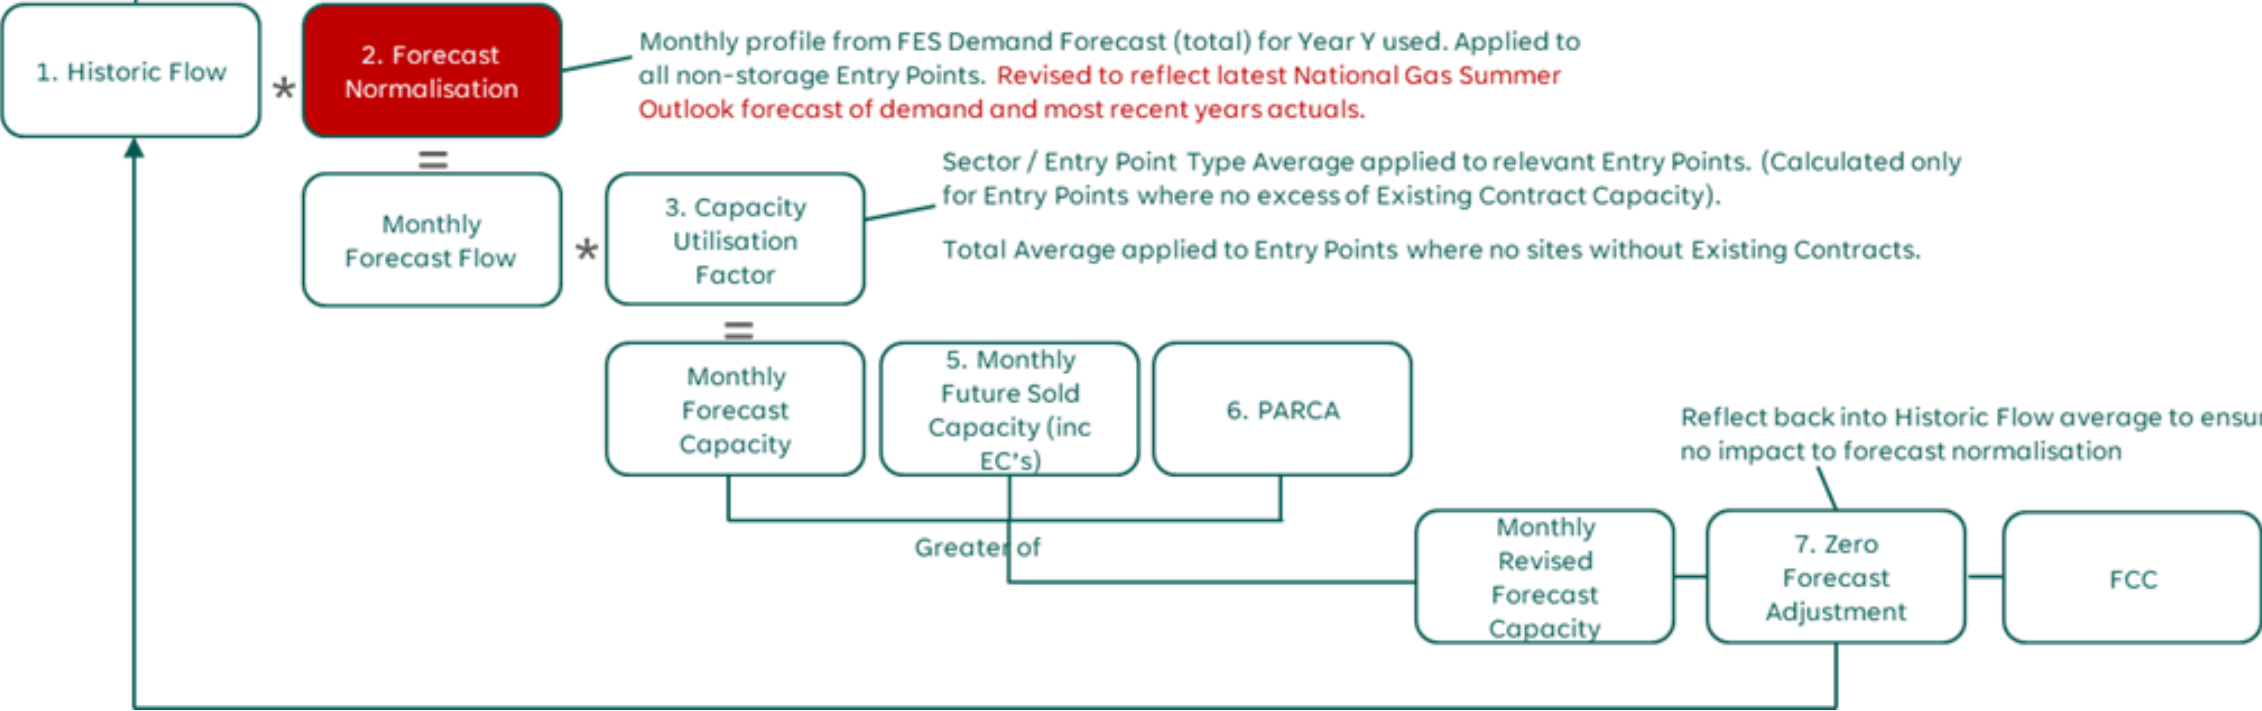 1. Historic Flow
*
2. Forecast
Normalisation
Monthly profile from FES Demand Forecast (total) for Year Y used. Applied to
all non-storage Entry Points. Revised to reflect latest National Gas Summer
Outlook forecast of demand and most recent years actuals.
=
Monthly
Forecast Flow
*
3. Capacity
Utilisation
Factor
Sector / Entry Point Type Average applied to relevant Entry Points. (Calculated only
for Entry Points where no excess of Existing Contract Capacity).
Total Average applied to Entry Points where no sites without Existing Contracts.
=
Monthly
Forecast
Capacity
5. Monthly
Future Sold
Capacity (inc
EC's)
6. PARCA
Greater of
Monthly
Revised
Forecast
Capacity
Reflect back into Historic Flow average to
no impact to forecast normalisation
7. Zero
Forecast
Adjustment
FCC